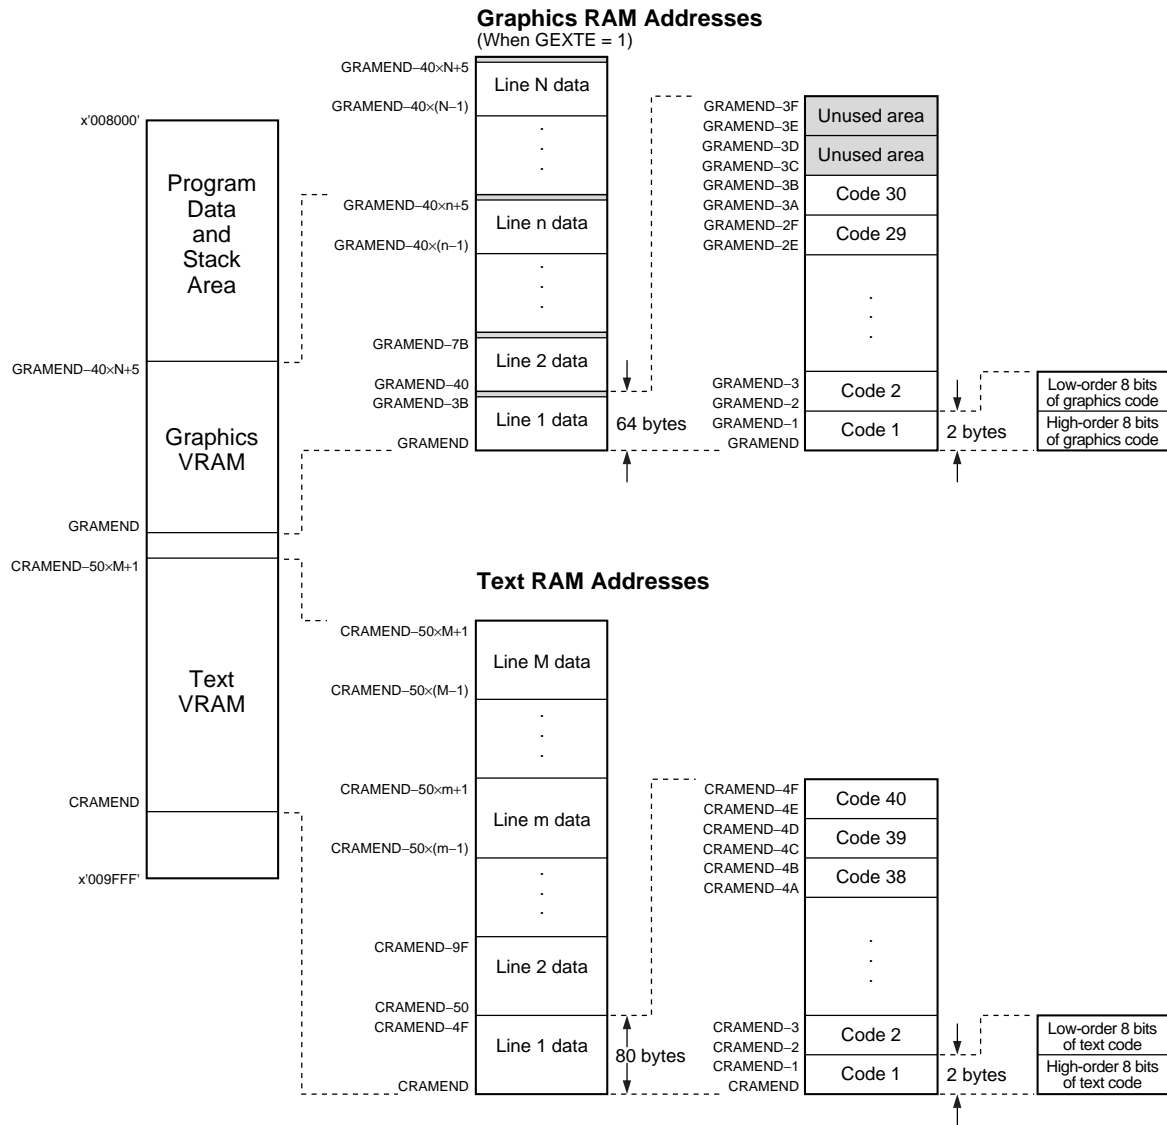 Graphics RAM Addresses
(When GEXTE = 1)
x'008000'
Program
Data
and
Stack
Area
GRAMEND–40×N+5
Graphics
VRAM
GRAMEND
CRAMEND–50×M+1
Text
VRAM
CRAMEND
x'009FFF'
GRAMEND–40×N+5
Line N data
GRAMEND–40×(N–1)
GRAMEND–40×n+5
Line n data
GRAMEND–40×(n–1)
GRAMEND–7B
Line 2 data
GRAMEND–40
GRAMEND–3B
Line 1 data
GRAMEND
64 bytes
GRAMEND–3F
Unused area
GRAMEND–3E
GRAMEND–3D
Unused area
GRAMEND–3C
GRAMEND–3B
Code 30
GRAMEND–3A
GRAMEND–2F
Code 29
GRAMEND–2E
GRAMEND–3
Code 2
GRAMEND–2
GRAMEND–1
Code 1
GRAMEND
2 bytes
Low-order 8 bits
of graphics code
High-order 8 bits
of graphics code
Text RAM Addresses
CRAMEND–50×M+1
Line M data
CRAMEND–50×(M–1)
CRAMEND–50×m+1
Line m data
CRAMEND–50×(m–1)
CRAMEND–9F
Line 2 data
CRAMEND–50
CRAMEND–4F
Line 1 data
CRAMEND
80 bytes
CRAMEND–4F
Code 40
CRAMEND–4E
CRAMEND–4D
Code 39
CRAMEND–4C
CRAMEND–4B
Code 38
CRAMEND–4A
CRAMEND–3
Code 2
CRAMEND–2
CRAMEND–1
Code 1
CRAMEND
2 bytes
Low-order 8 bits
of text code
High-order 8 bits
of text code